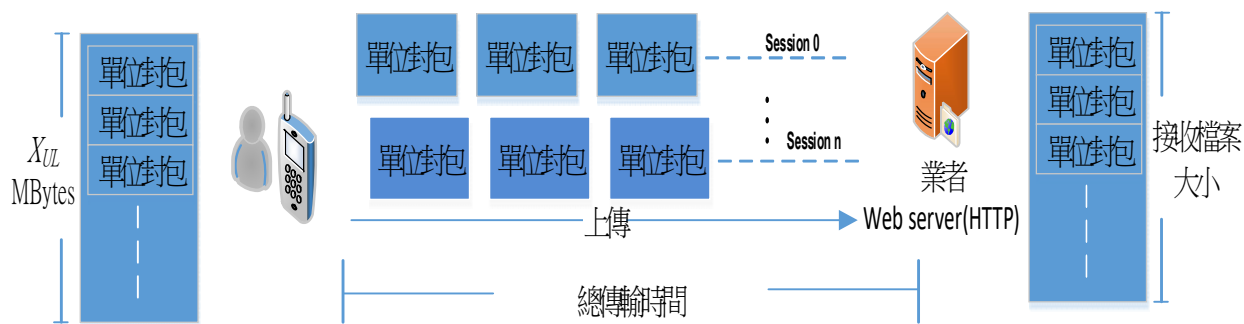 X_UL
MBytes
單位封包
單位封包
單位封包
單位封包 單位封包 單位封包
Session 0
單位封包 單位封包 單位封包
Session n
上傳
總傳輸時間
業者
Web server(HTTP)
單位封包
單位封包
單位封包
接收檔案
大小